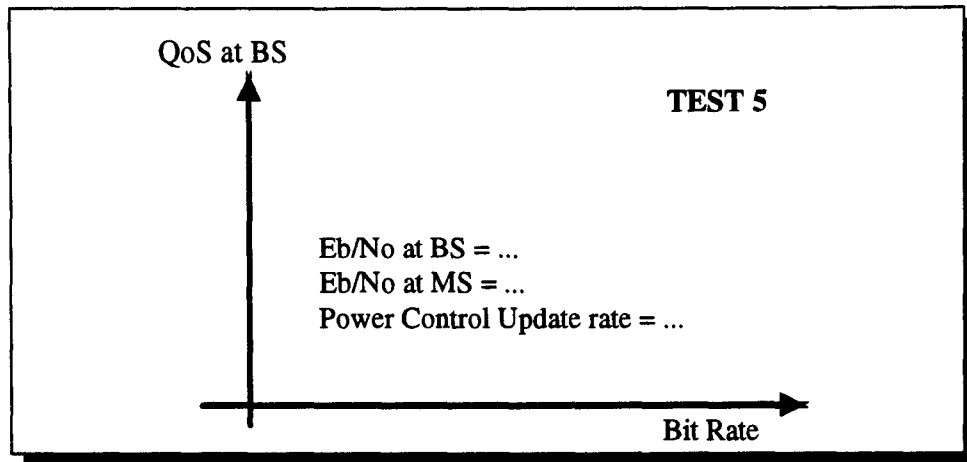 QoS at BS
TEST 5
Eb/No at BS = ...
Eb/No at MS = ...
Power Control Update rate = ...
Bit Rate